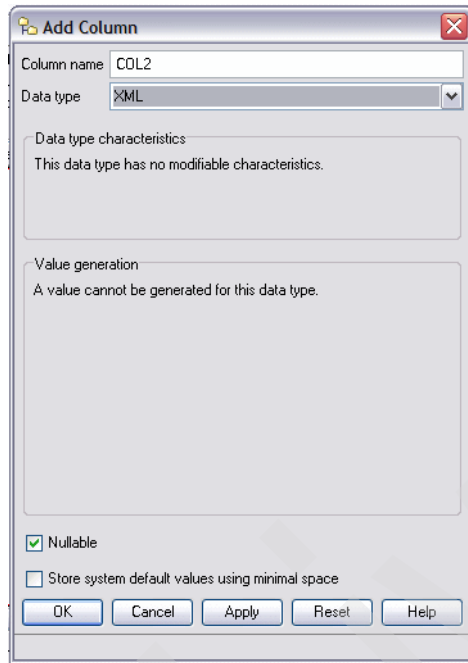 Add Column
Column name COL2
Data type XML
Data type characteristics
This data type has no modifiable characteristics.
Value generation
A value cannot be generated for this data type.
Nullable
Store system default values using minimal space
OK Cancel Apply Reset Help